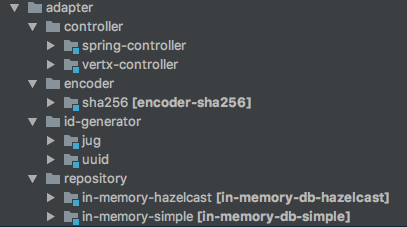 adapter
controller
spring-controller
vertx-controller
encoder
sha256 [encoder-sha256]
id-generator
jug
uuid
repository
in-memory-hazelcast [in-memory-db-hazelcast]
in-memory-simple [in-memory-db-simple]